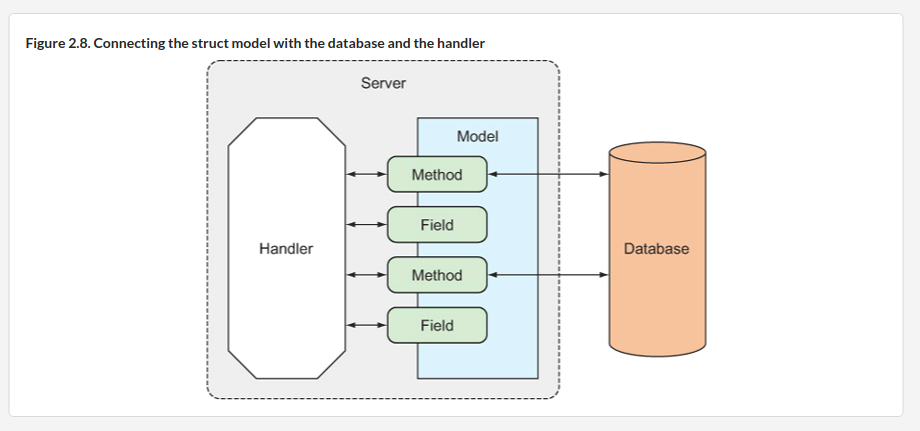 Figure 2.8. Connecting the struct model with the database and the handler
Server
Model
Method
Field
Handler
Database
Method
Field